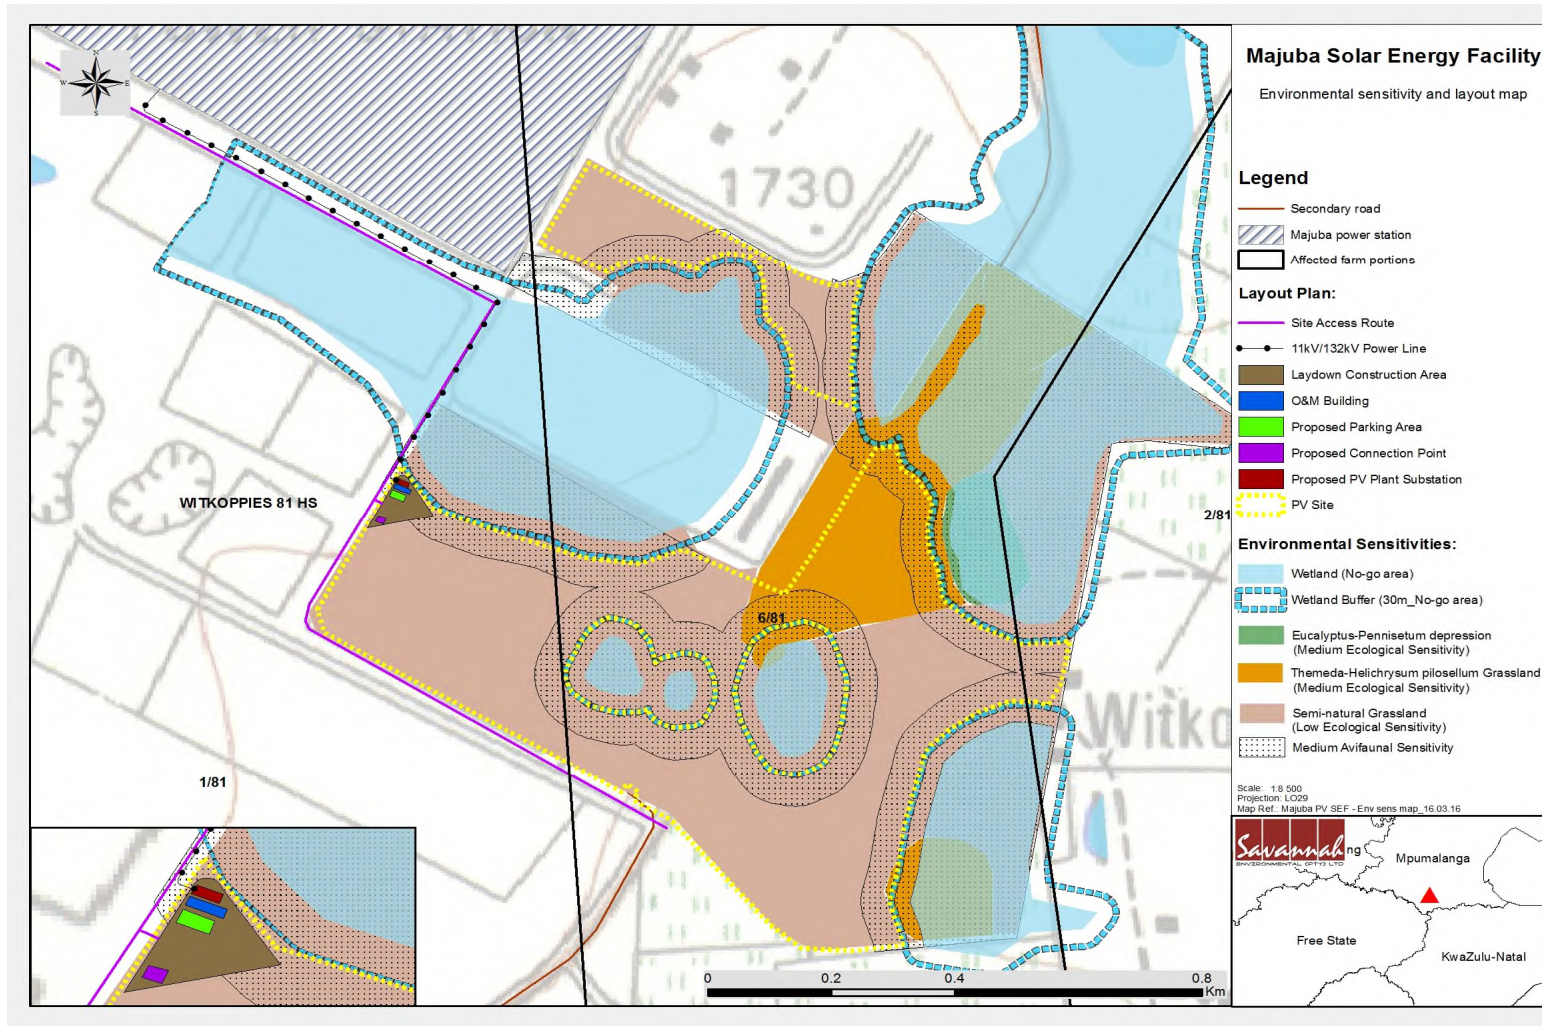 N
W
E
S
1730
WITKOPPIES 81 HS
2/81
6/81
1/81
Witko
0
0.2
0.4
0.8
Km
Majuba Solar Energy Facility
Environmental sensitivity and layout map
Legend
Secondary road
Majuba power station
Affected farm portions
Layout Plan:
Site Access Route
11kV/132kV Power Line
Laydown Construction Area
O&M Building
Proposed Parking Area
Proposed Connection Point
Proposed PV Plant Substation
PV Site
Environmental Sensitivities:
Wetland (No-go area)
Wetland Buffer (30m_No-go area)
Eucalyptus-Pennisetum depression
(Medium Ecological Sensitivity)
Themeda-Helichrysum pilosellum Grassland
(Medium Ecological Sensitivity)
Semi-natural Grassland
(Low Ecological Sensitivity)
Medium Avifaunal Sensitivity
Scale: 1:8 500
Projection: LO29
Map Ref.: Majuba PV SEF - Env sens map_16.03.16
Savannah
ENVIRONMENTAL (PTY) LTD
ng
Mpumalanga
Free State
KwaZulu-Natal